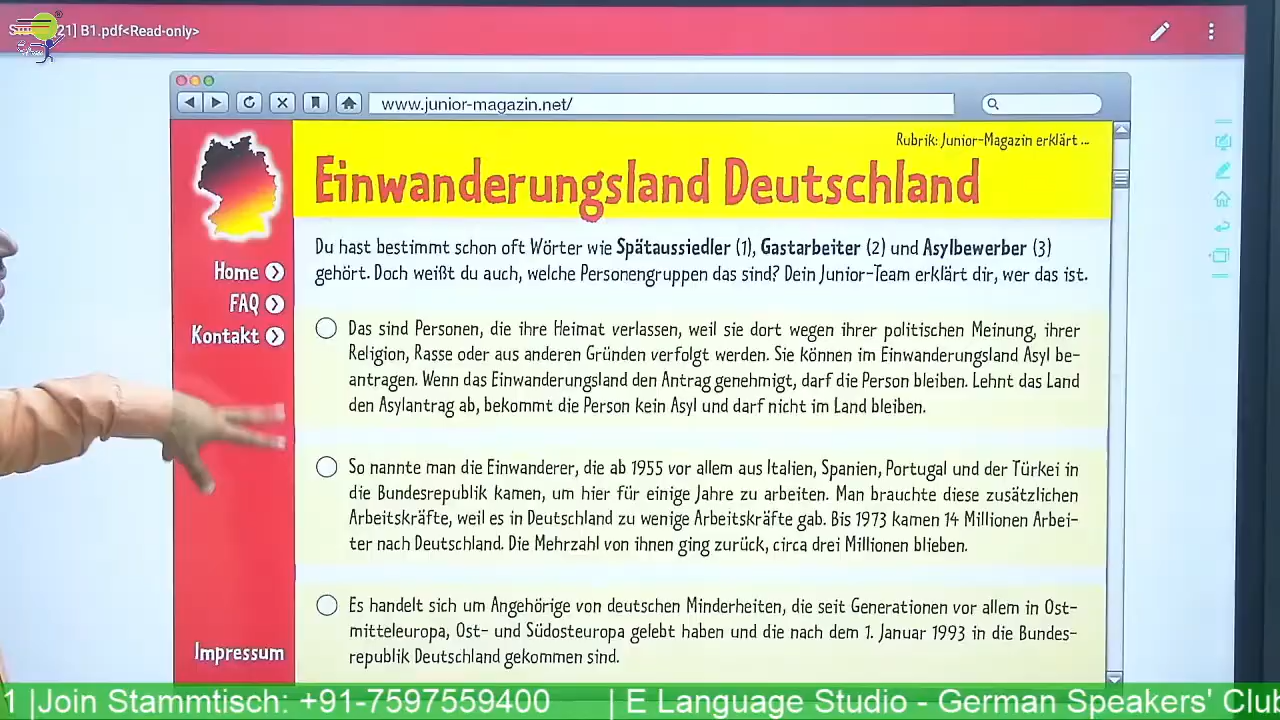 21] B1.pdf<Read-only>
www.junior-magazin.net/
Rubrik: Junior-Magazin erklärt ...
Einwanderungsland Deutschland
Du hast bestimmt schon oft Wörter wie Spätaussiedler (1), Gastarbeiter (2) und Asylbewerber (3)
gehört. Doch weißt du auch, welche Personengruppen das sind? Dein Junior-Team erklärt dir, wer das ist.
Home
FAQ
Kontakt
Das sind Personen, die ihre Heimat verlassen, weil sie dort wegen ihrer politischen Meinung, ihrer
Religion, Rasse oder aus anderen Gründen verfolgt werden. Sie können im Einwanderungsland Asyl be-
antragen. Wenn das Einwanderungsland den Antrag genehmigt, darf die Person bleiben. Lehnt das Land
den Asylantrag ab, bekommt die Person kein Asyl und darf nicht im Land bleiben.
So nannte man die Einwanderer, die ab 1955 vor allem aus Italien, Spanien, Portugal und der Türkei in
die Bundesrepublik kamen, um hier für einige Jahre zu arbeiten. Man brauchte diese zusätzlichen
Arbeitskräfte, weil es in Deutschland zu wenige Arbeitskräfte gab. Bis 1973 kamen 14 Millionen Arbei-
ter nach Deutschland. Die Mehrzahl von ihnen ging zurück, circa drei Millionen blieben.
Es handelt sich um Angehörige von deutschen Minderheiten, die seit Generationen vor allem in Ost-
mitteleuropa, Ost- und Südosteuropa gelebt haben und die nach dem 1. Januar 1993 in die Bundes-
republik Deutschland gekommen sind.
Impressum
1 |Join Stammtisch: +91-7597559400 | E Language Studio - German Speakers' Club